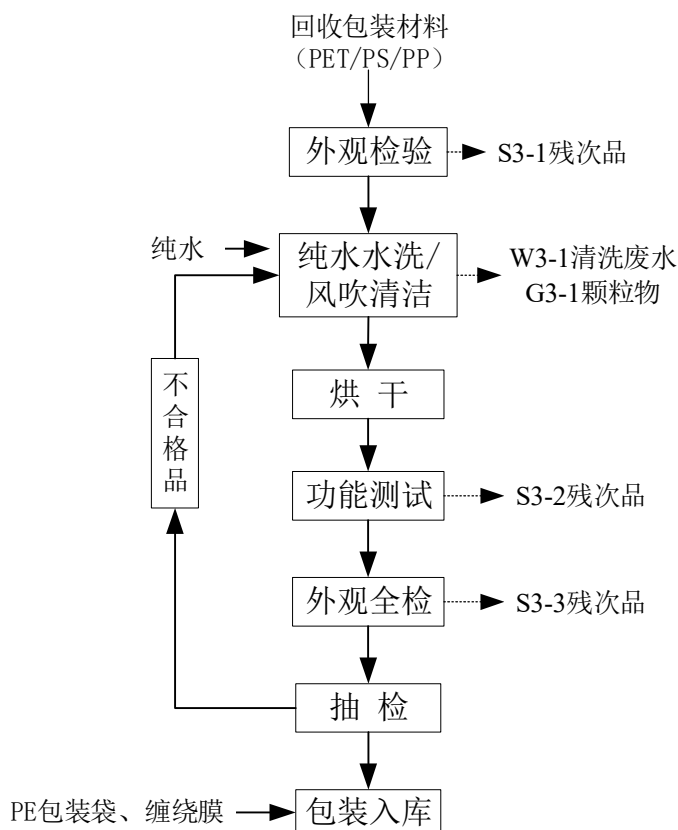 回收包装材料
（PET/PS/PP）
外观检验
S3-1残次品
纯水
纯水水洗/
风吹清洁
W3-1清洗废水
G3-1颗粒物
不合格品
烘 干
功能测试
S3-2残次品
外观全检
S3-3残次品
抽 检
PE包装袋、缠绕膜
包装入库